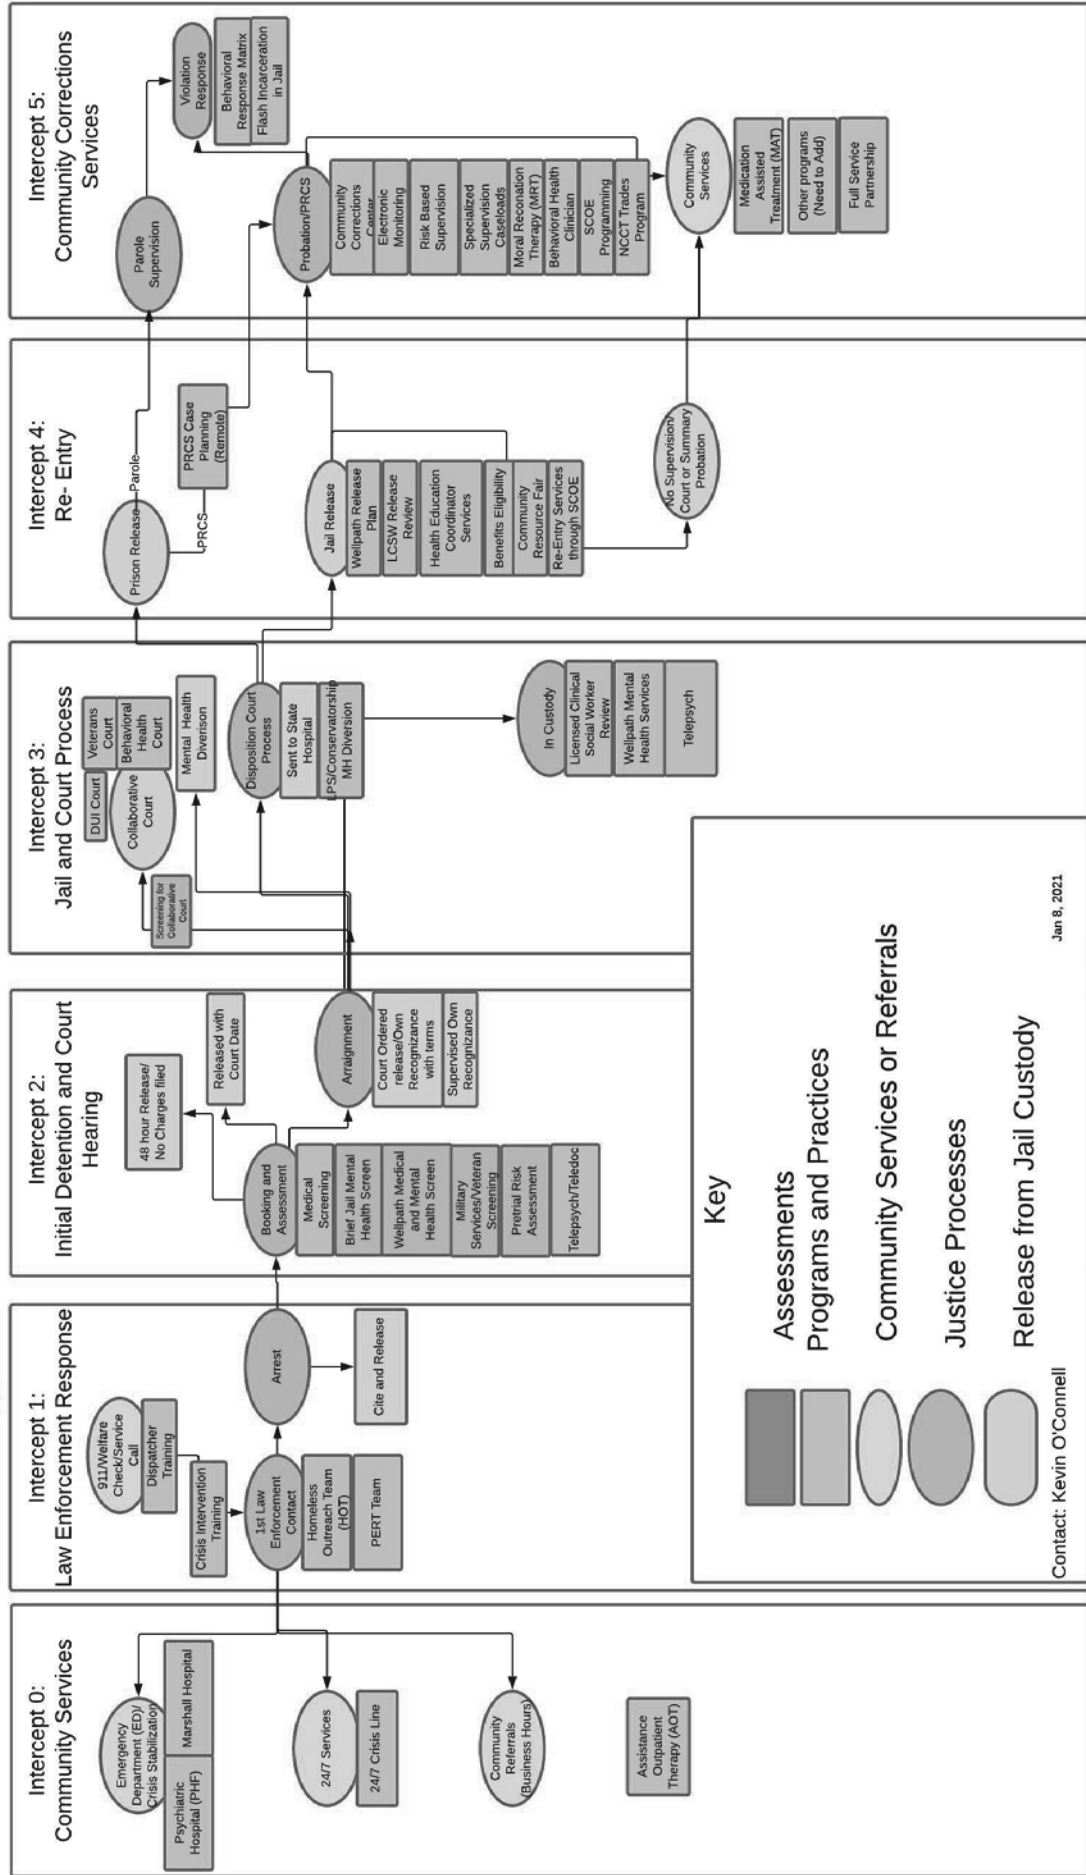 Intercept 0:
Community Services
Emergency
Department (ED)/
Crisis Stabilization
Psychiatric
Hospital (PHF)
Marshall Hospital
24/7 Services
24/7 Crisis Line
Community
Referrals
(Business Hours)
Assistance
Outpatient
Therapy (AOT)
Intercept 1:
Law Enforcement Response
911/Welfare
Check/Service
Call
Dispatcher
Training
Crisis Intervention
Training
1st Law
Enforcement
Contact
Homeless
Outreach Team
(HOT)
PERT Team
Arrest
Cite and Release
Intercept 2:
Initial Detention and Court
Hearing
48 hour Release/
No Charges filed
Released with
Court Date
Booking and
Assessment
Medical
Screening
Brief Jail Mental
Health Screen
Wellpath Medical
and Mental
Health Screen
Military
Services/Veteran
Screening
Pretrial Risk
Assessment
Telepsych/Teledoc
Arraignment
Court Ordered
release/Own
Recognizance
with terms
Supervised Own
Recognizance
Intercept 3:
Jail and Court Process
Screening for
Collaborative
Court
DUI Court
Veterans
Court
Behavioral
Health
Court
Collaborative
Court
Mental Health
Diverison
Disposition Court
Process
Sent to State
Hospital
LPS/Conservatorship
MH Diversion
In Custody
Licensed Clinical
Social Worker
Review
Wellpath Mental
Health Services
Telepsych
Intercept 4:
Re- Entry
Prison Release
Parole
PRCS
PRCS Case
Planning
(Remote)
Jail Release
Wellpath Release
Plan
LCSW Release
Review
Health Education
Coordinator
Services
Benefits Eligibility
Community
Resource Fair
Re-Entry Services
through SCOE
No Supervision/
Court or Summary
Probation
Intercept 5:
Community Corrections
Services
Parole
Supervision
Violation
Response
Behavioral
Response Matrix
Flash Incarceration
in Jail
Probation/PRCS
Community
Corrections
Center
Electronic
Monitoring
Risk Based
Supervision
Specialized
Supervision
Caseloads
Moral Reconation
Therapy (MRT)
Behavioral Health
Clinician
SCOE
Programming
NCCT Trades
Program
Community
Services
Medication
Assisted
Treatment (MAT)
Other programs
(Need to Add)
Full Service
Partnership
Key
Assessments
Programs and Practices
Community Services or Referrals
Justice Processes
Release from Jail Custody
Contact: Kevin O'Connell
Jan 8, 2021